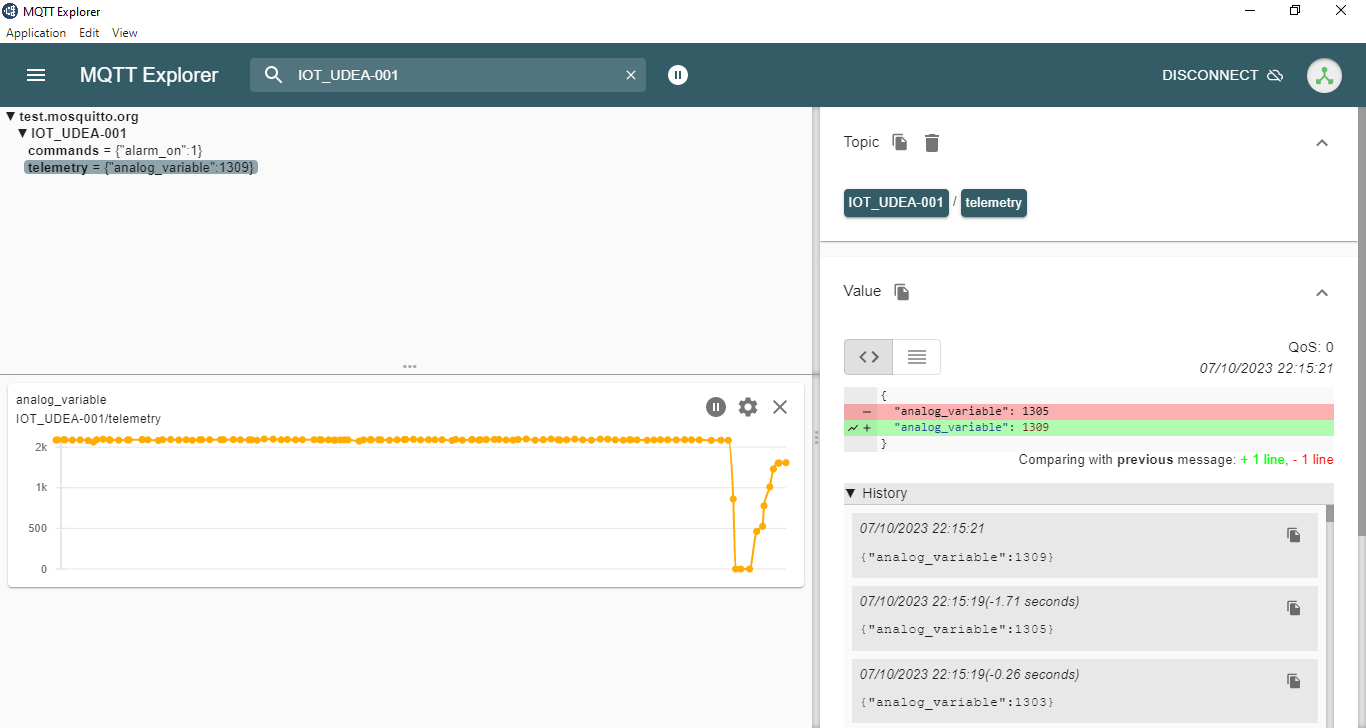 MQTT Explorer
Application Edit View
MQTT Explorer
IOT_UDEA-001
DISCONNECT
▼ test.mosquitto.org
▼ IOT_UDEA-001
commands = {"alarm_on":1}
telemetry = {"analog_variable":1309}
analog_variable
IOT_UDEA-001/telemetry
2k
1k
500
0
Topic
IOT_UDEA-001 / telemetry
Value
QoS: 0
07/10/2023 22:15:21
{
- "analog_variable": 1305
+ "analog_variable": 1309
}
Comparing with previous message: + 1 line, - 1 line
▼ History
07/10/2023 22:15:21
{"analog_variable":1309}
07/10/2023 22:15:19(-1.71 seconds)
{"analog_variable":1305}
07/10/2023 22:15:19(-0.26 seconds)
{"analog_variable":1303}